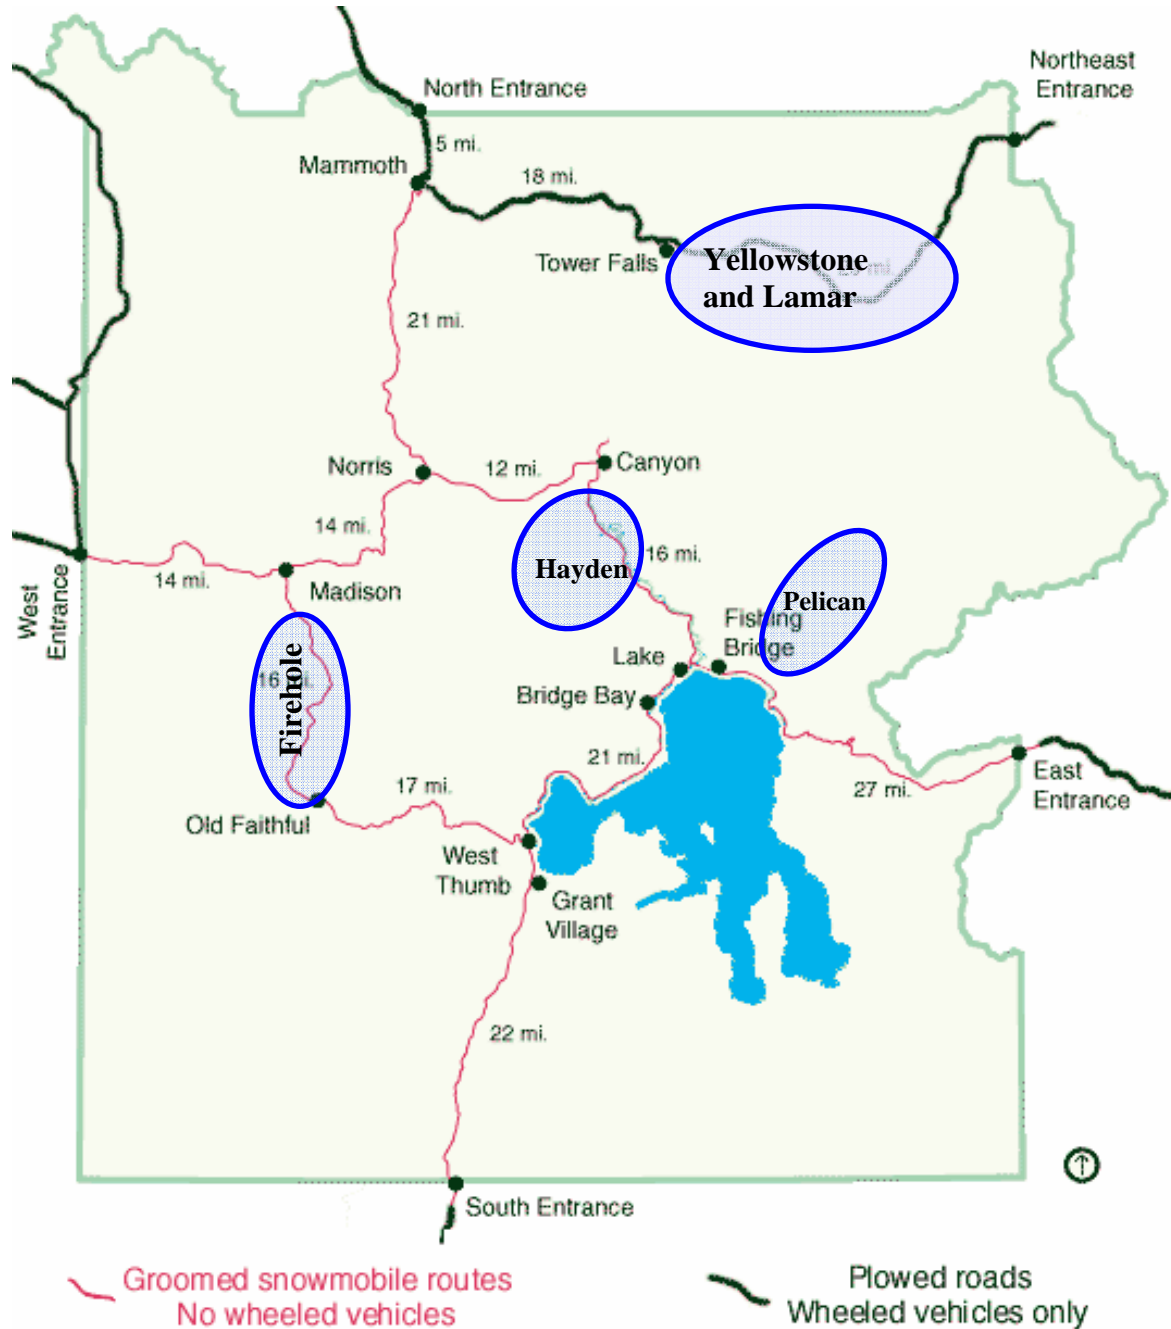 North Entrance
Northeast
Entrance
5 mi.
Mammoth
18 mi.
Tower Falls
Yellowstone
and Lamar
mi.
21 mi.
Norris
12 mi.
Canyon
14 mi.
Hayden
16 mi.
14 mi.
Madison
West
Entrance
Pelican
Fishing
Bridge
Lake
Firehole
16 mi.
Bridge Bay
21 mi.
17 mi.
27 mi.
East
Entrance
Old Faithful
West
Thumb
Grant
Village
22 mi.
South Entrance
Groomed snowmobile routes
No wheeled vehicles
Plowed roads
Wheeled vehicles only